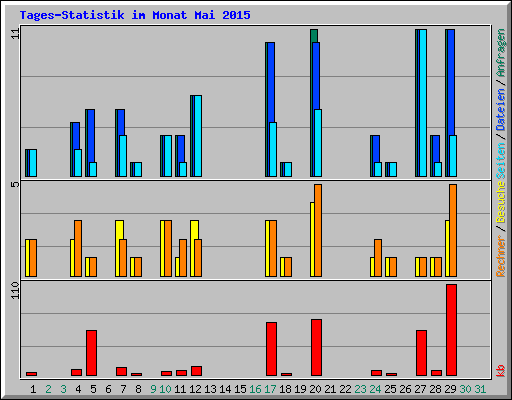 Tages-Statistik im Monat Mai 2015
11
5
110
Rechner/Besuche Seiten/Dateien/Anfragen
kb
1 2 3 4 5 6 7 8 9 10 11 12 13 14 15 16 17 18 19 20 21 22 23 24 25 26 27 28 29 30 31